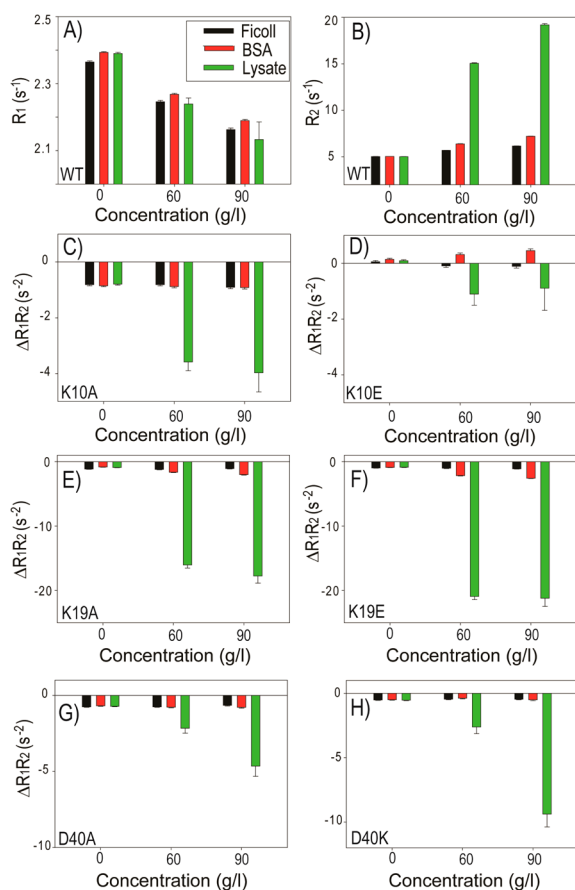 A)
Ficoll
BSA
Lysate
R1 (s-1)
2.5
2.4
2.1
WT
0 60 90
Concentration (g/l)
B)
R2 (s-1)
20
15
10
5
WT
0 60 90
Concentration (g/l)
C)
ΔR1R2 (s-2)
0
-2
-4
K10A
0 60 90
Concentration (g/l)
D)
ΔR1R2 (s-2)
0
-2
-4
K10E
0 60 90
Concentration (g/l)
E)
ΔR1R2 (s-2)
0
-10
-20
K19A
0 60 90
Concentration (g/l)
F)
ΔR1R2 (s-2)
0
-10
-20
K19E
0 60 90
Concentration (g/l)
G)
ΔR1R2 (s-2)
0
-5
-10
D40A
0 60 90
Concentration (g/l)
H)
ΔR1R2 (s-2)
0
-5
-10
D40K
0 60 90
Concentration (g/l)